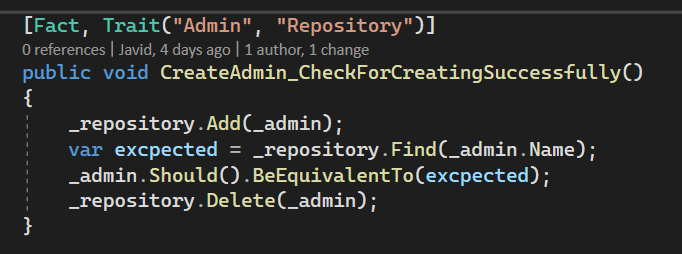 [Fact, Trait("Admin", "Repository")]
0 references | Javid, 4 days ago | 1 author, 1 change
public void CreateAdmin_CheckForCreatingSuccessfully()
{
_repository.Add(_admin);
var excpected = _repository.Find(_admin.Name);
_admin.Should().BeEquivalentTo(excpected);
_repository.Delete(_admin);
}